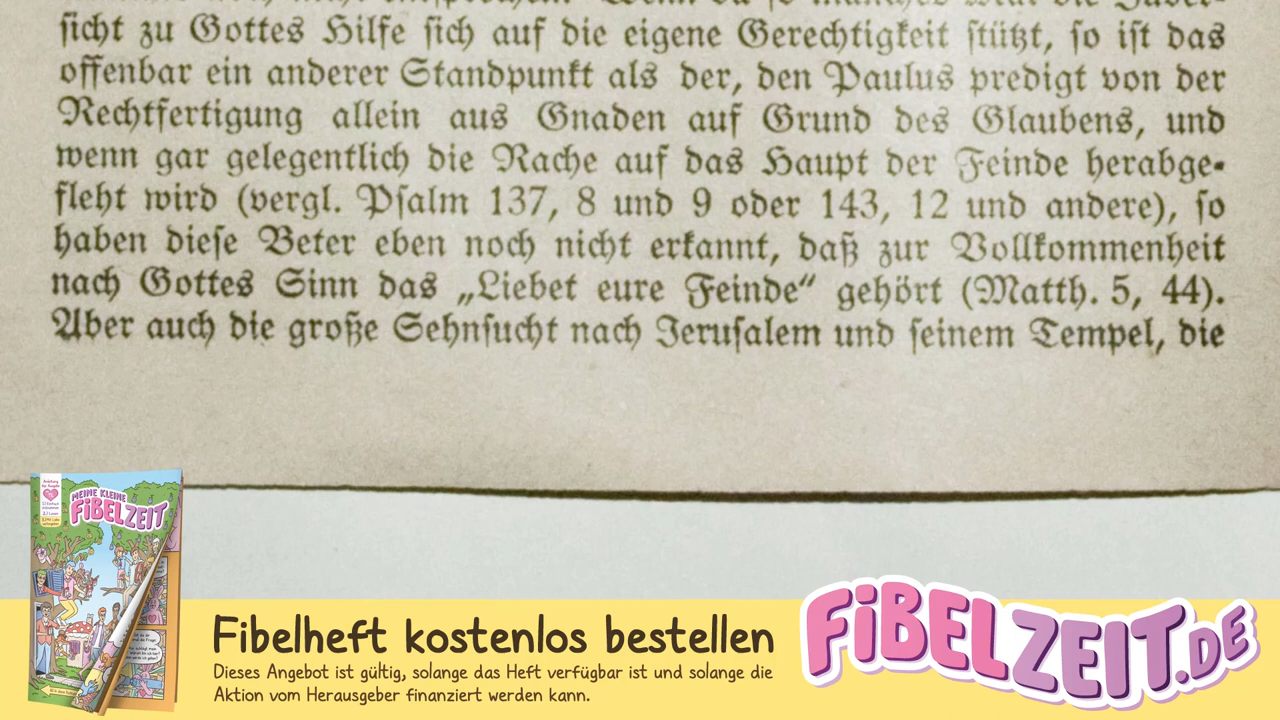 sicht zu Gottes Hilfe sich auf die eigene Gerechtigkeit stützt, so ist das
offenbar ein anderer Standpunkt als der, den Paulus predigt von der
Rechtfertigung allein aus Gnaden auf Grund des Glaubens, und
wenn gar gelegentlich die Rache auf das Haupt der Feinde herabge-
fleht wird (vergl. Psalm 137, 8 und 9 oder 143, 12 und andere), so
haben diese Beter eben noch nicht erkannt, daß zur Vollkommenheit
nach Gottes Sinn das „Liebet eure Feinde“ gehört (Matth. 5, 44).
Aber auch die große Sehnsucht nach Jerusalem und seinem Tempel, die
MEINE KLEINE
FiBELZEIT
Fibelheft kostenlos bestellen
Dieses Angebot ist gültig, solange das Heft verfügbar ist und solange die
Aktion vom Herausgeber finanziert werden kann.
FiBELZEIT.DE